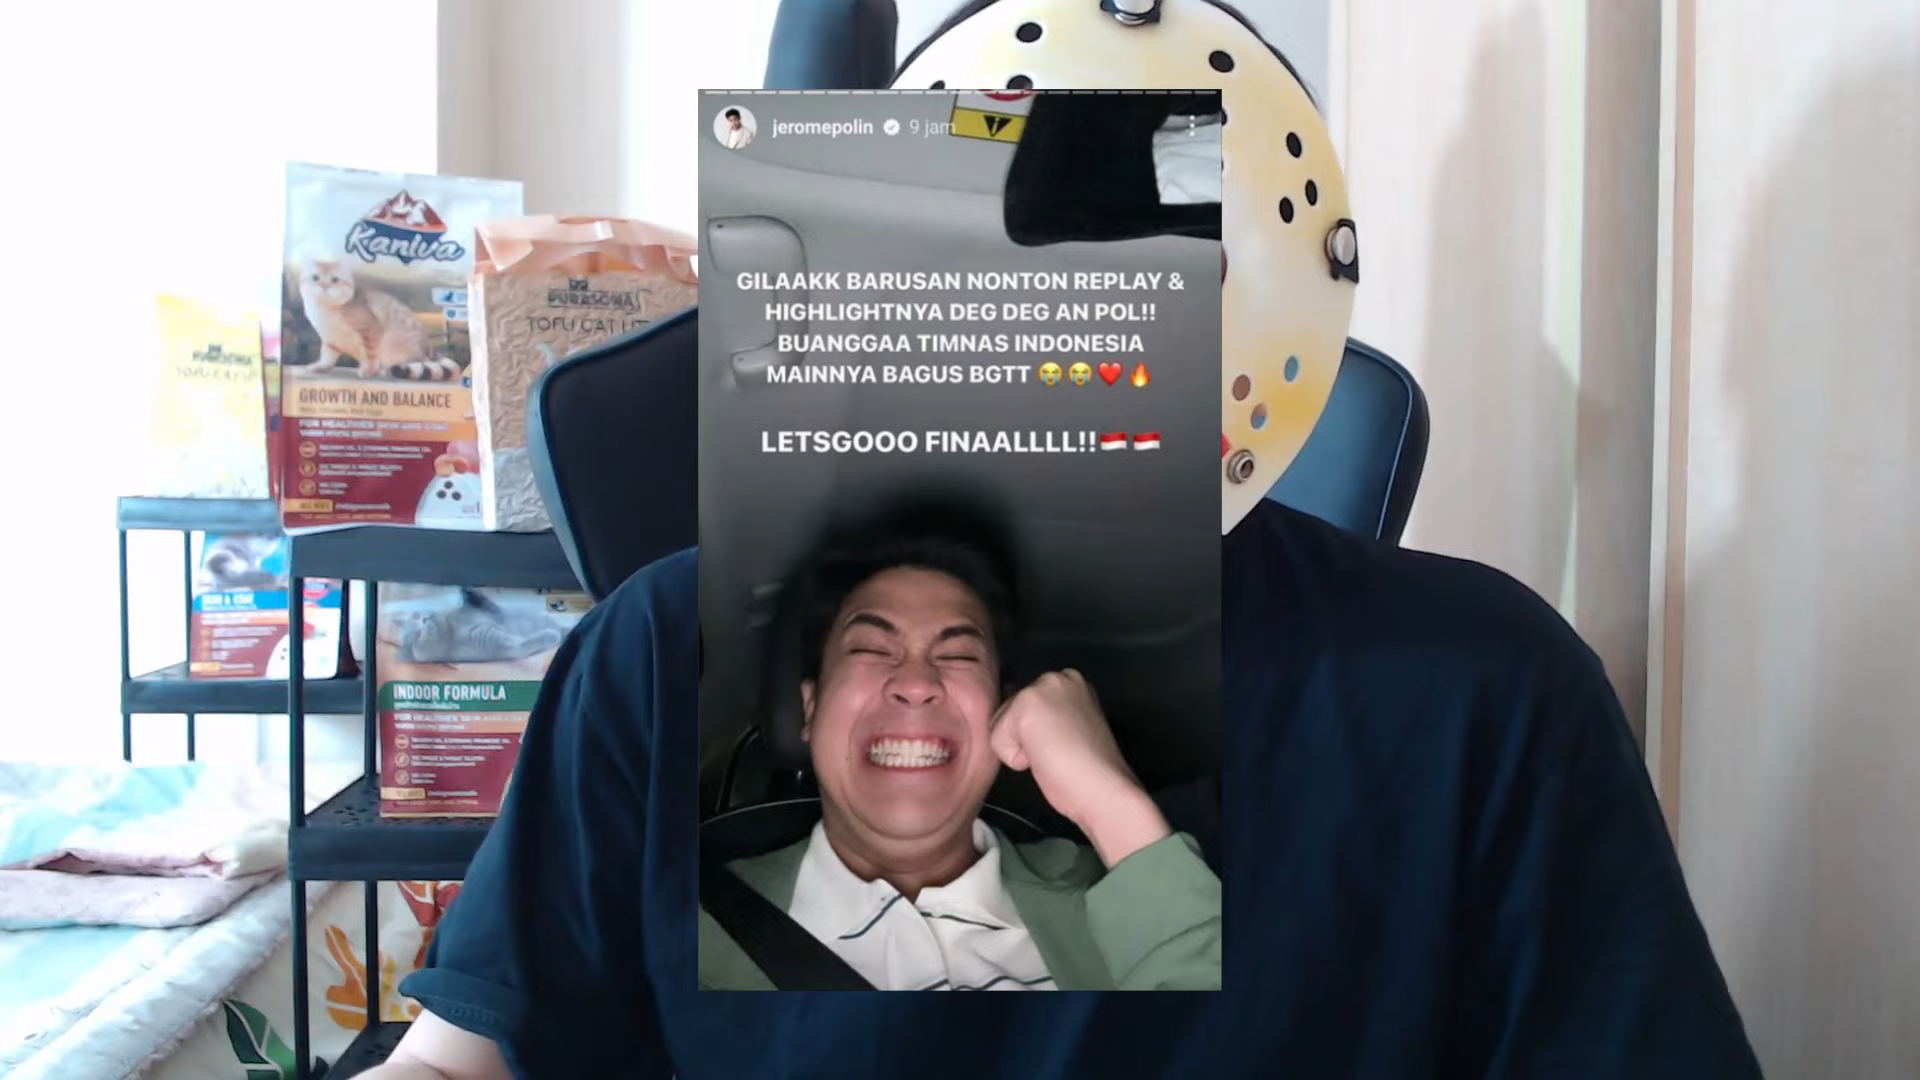 jeromepolin 9 jam
GILAAKK BARUSAN NONTON REPLAY &
HIGHLIGHTNYA DEG DEG AN POL!!
BUANGGAA TIMNAS INDONESIA
MAINNYA BAGUS BGTT 😭😭❤️🔥
LETSGOOO FINAALLLL!!🇮🇩🇮🇩
Kaniva
GROWTH AND BALANCE
FOR HEALTHIER SKIN AND COAT
PURRSONA
TOFU CAT LIT
INDOOR FORMULA
FOR HEALTHIER SKIN AND COAT